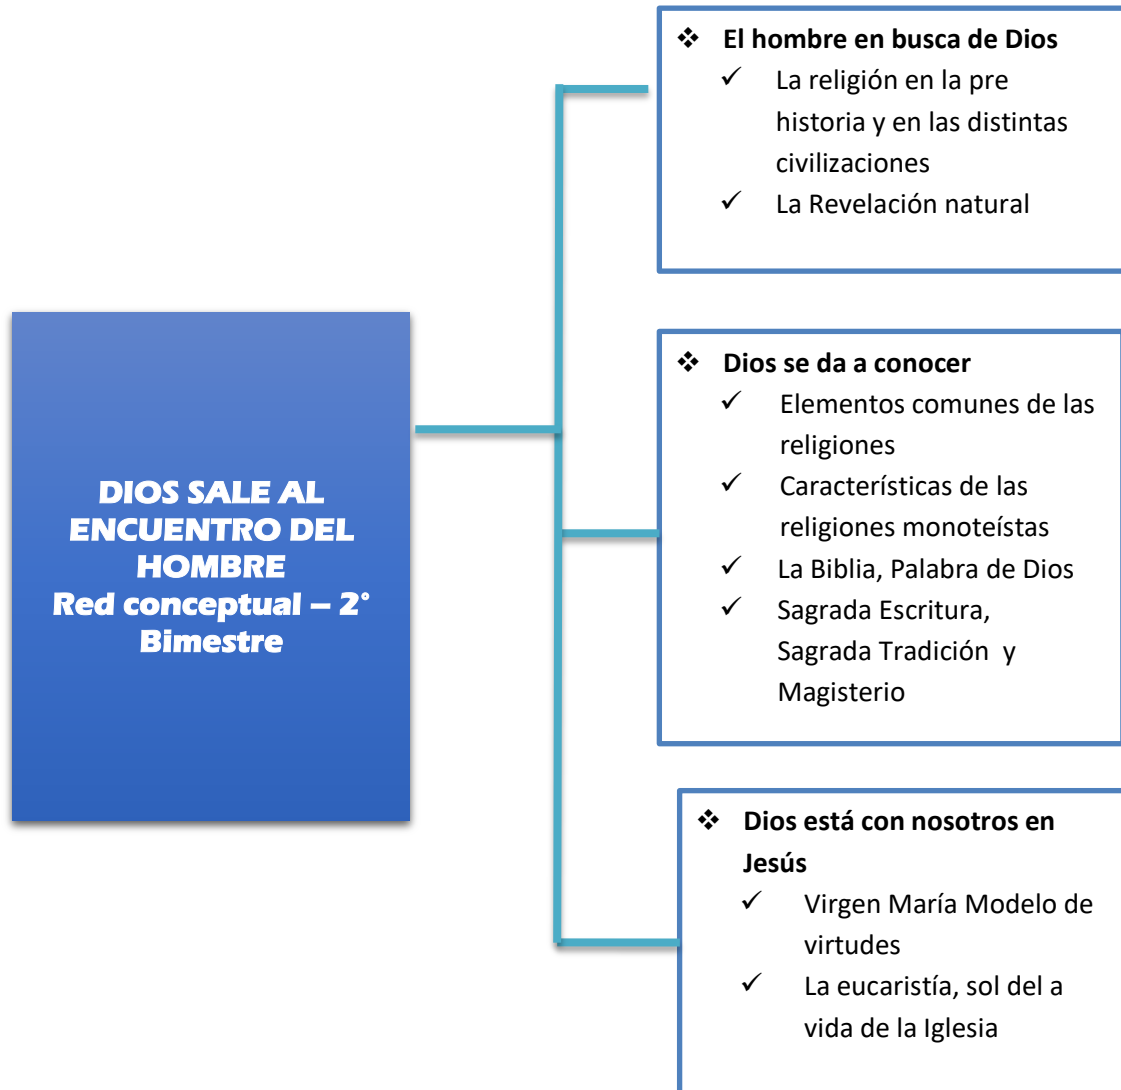 ❖ El hombre en busca de Dios
✓ La religión en la pre
historia y en las distintas
civilizaciones
✓ La Revelación natural
DIOS SALE AL
ENCUENTRO DEL
HOMBRE
Red conceptual – 2°
Bimestre
❖ Dios se da a conocer
✓ Elementos comunes de las
religiones
✓ Características de las
religiones monoteístas
✓ La Biblia, Palabra de Dios
✓ Sagrada Escritura,
Sagrada Tradición y
Magisterio
❖ Dios está con nosotros en
Jesús
✓ Virgen María Modelo de
virtudes
✓ La eucaristía, sol del a
vida de la Iglesia